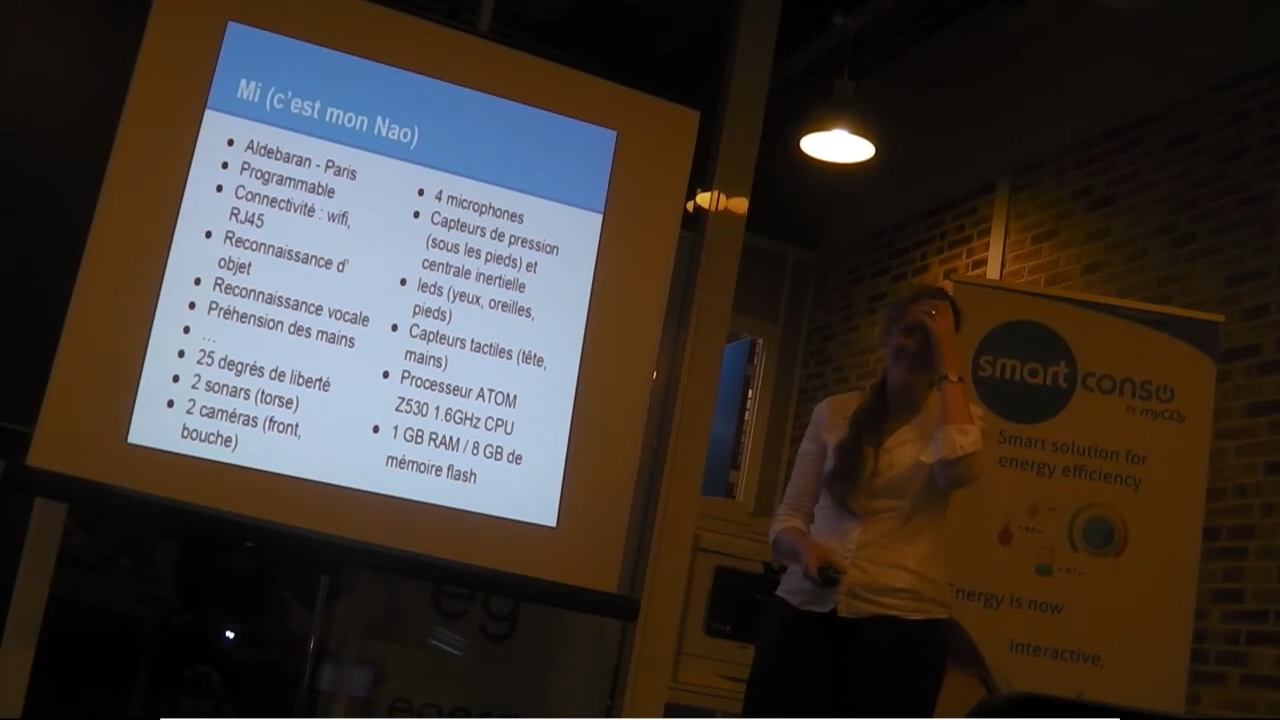 Mi (c'est mon Nao)
● Aldebaran - Paris
● Programmable
● Connectivité : wifi,
RJ45
● Reconnaissance d'
objet
● Reconnaissance vocale
● Préhension des mains
● ...
● 25 degrés de liberté
● 2 sonars (torse)
● 2 caméras (front,
bouche)
● 4 microphones
● Capteurs de pression
(sous les pieds) et
centrale inertielle
● leds (yeux, oreilles,
pieds)
● Capteurs tactiles (tête,
mains)
● Processeur ATOM
Z530 1.6GHz CPU
● 1 GB RAM / 8 GB de
mémoire flash
smart conso
by myCO2
Smart solution for
energy efficiency
Energy is now
interactive,
eg